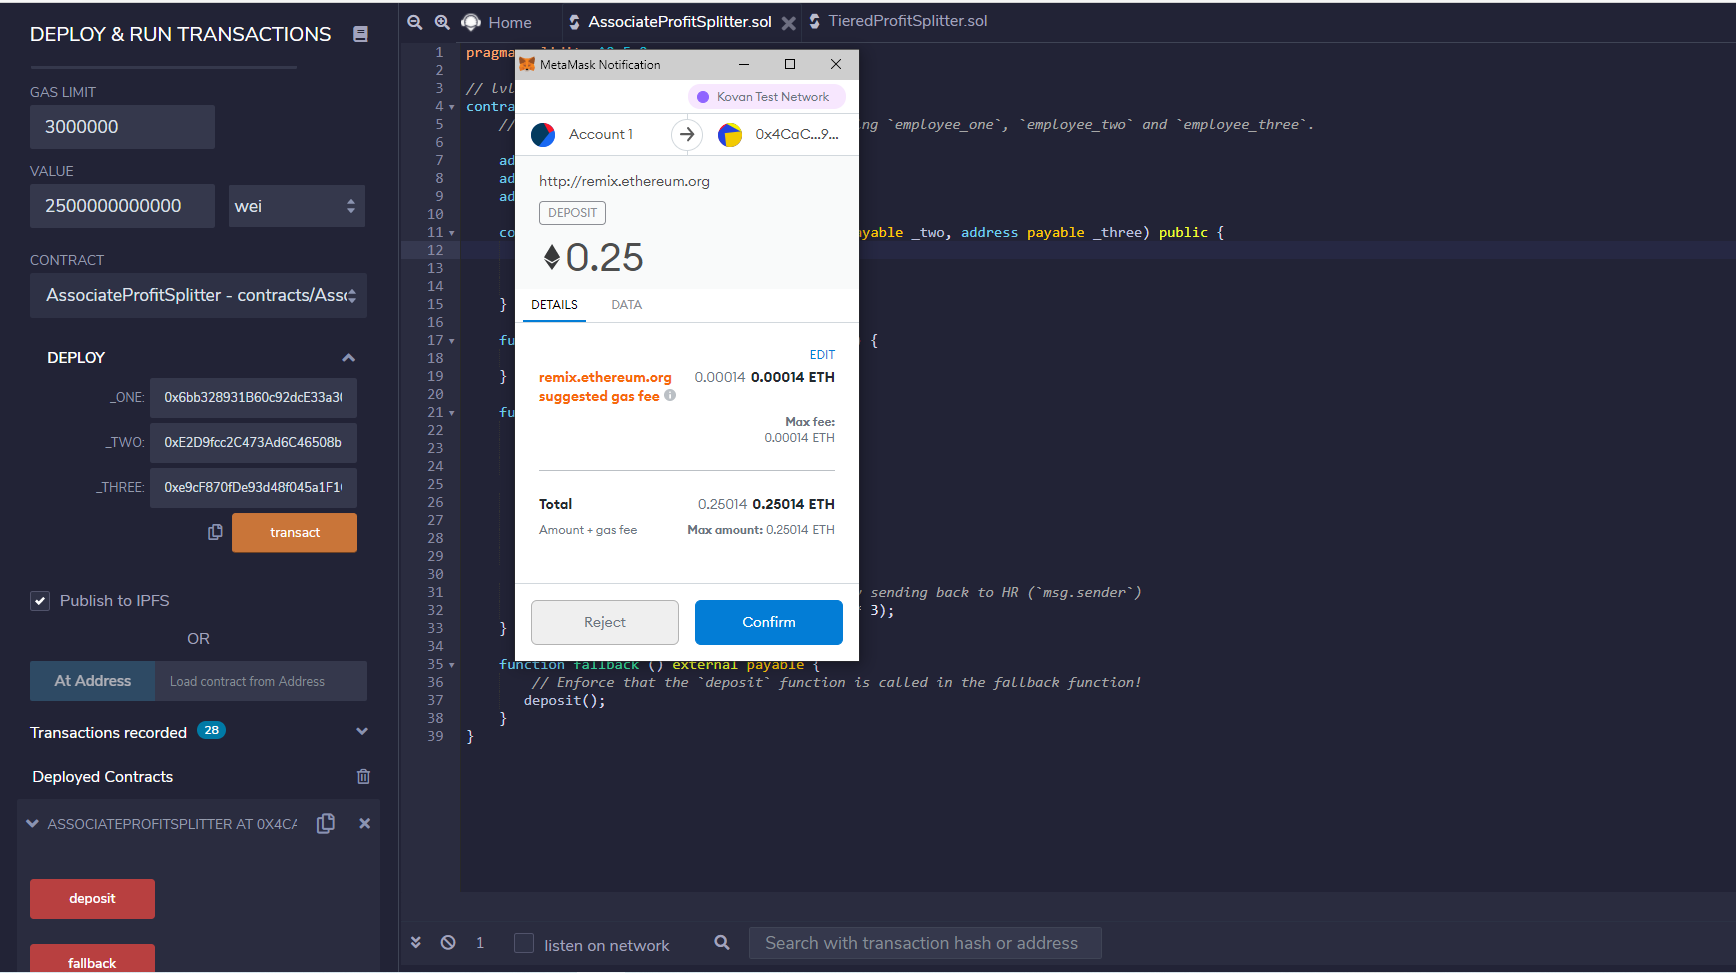 DEPLOY & RUN TRANSACTIONS
GAS LIMIT
3000000
VALUE
2500000000000
wei
CONTRACT
AssociateProfitSplitter - contracts/Asso
DEPLOY
_ONE:
0x6bb328931B60c92dcE33a30
_TWO:
0xE2D9fcc2C473Ad6C46508b
_THREE:
0xe9cF870fDe93d48f045a1F1
transact
Publish to IPFS
OR
At Address
Load contract from Address
Transactions recorded 28
Deployed Contracts
ASSOCIATEPROFITSPLITTER AT 0X4CA
deposit
fallback
Home
AssociateProfitSplitter.sol
TieredProfitSplitter.sol
1 pragma
2
3 // lvl
4 contra
5 // ng `employee_one`, `employee_two` and `employee_three`.
6
7 ad
8 ad
9 ad
10
11 co yable _two, address payable _three) public {
12
13
14
15 }
16
17 fu {
18
19 }
20
21 fu
22
23
24
25
26
27
28
29
30
31 sending back to HR (`msg.sender`)
32 3);
33 }
34
35 function fallback () external payable {
36 // Enforce that the `deposit` function is called in the fallback function!
37 deposit();
38 }
39 }
MetaMask Notification
Kovan Test Network
Account 1
0x4CaC...9...
http://remix.ethereum.org
DEPOSIT
0.25
DETAILS
DATA
EDIT
remix.ethereum.org 0.00014 0.00014 ETH
suggested gas fee
Max fee:
0.00014 ETH
Total 0.25014 0.25014 ETH
Amount + gas fee Max amount: 0.25014 ETH
Reject
Confirm
1
listen on network
Search with transaction hash or address